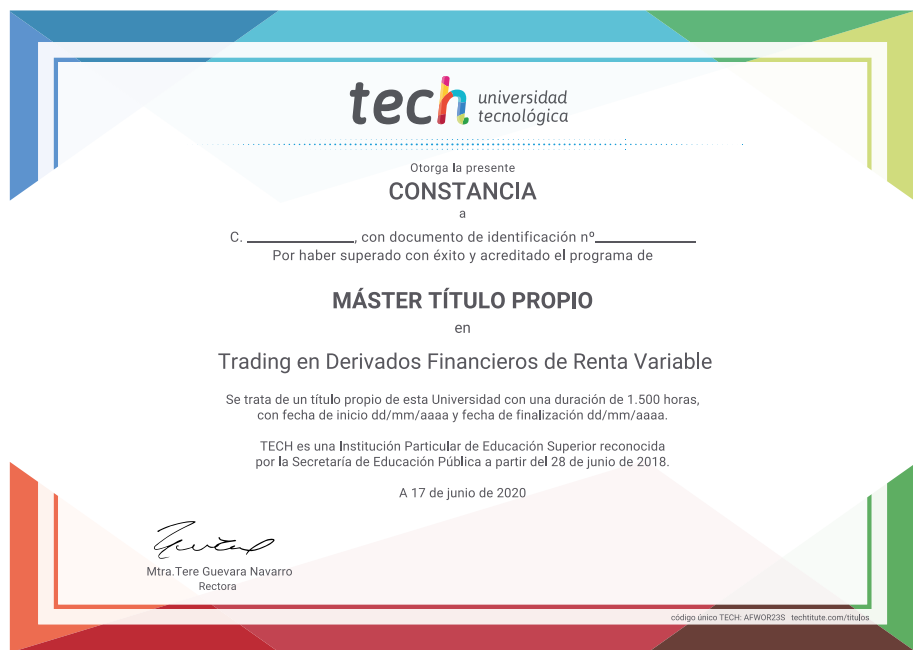 tech universidad
tecnológica
Otorga la presente
CONSTANCIA
a
C. ____________, con documento de identificación nº____________
Por haber superado con éxito y acreditado el programa de
MÁSTER TÍTULO PROPIO
en
Trading en Derivados Financieros de Renta Variable
Se trata de un título propio de esta Universidad con una duración de 1.500 horas,
con fecha de inicio dd/mm/aaaa y fecha de finalización dd/mm/aaaa.
TECH es una Institución Particular de Educación Superior reconocida
por la Secretaría de Educación Pública a partir del 28 de junio de 2018.
A 17 de junio de 2020
Mtra.Tere Guevara Navarro
Rectora
código único TECH: AFWOR23S techtitute.com/titulos